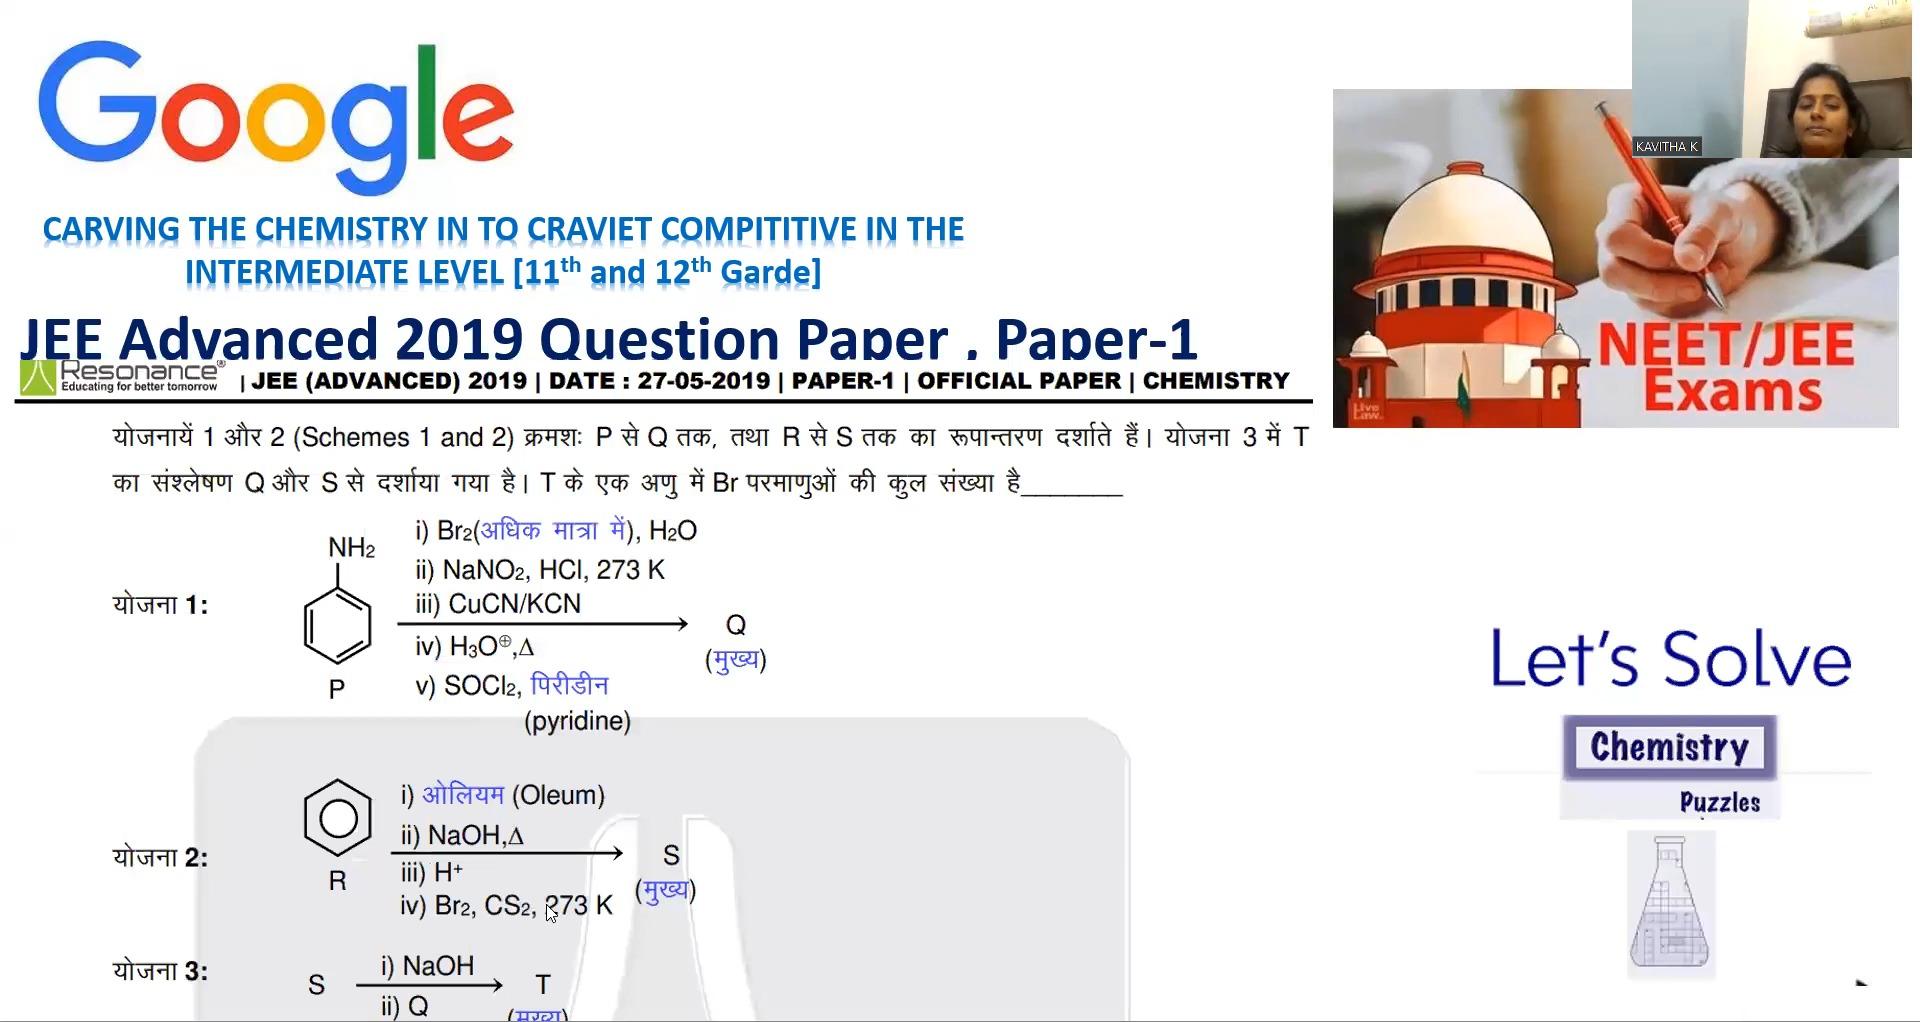 Google
KAVITHA K
CARVING THE CHEMISTRY IN TO CRAVIET COMPITITIVE IN THE
INTERMEDIATE LEVEL [11th and 12th Garde]
JEE Advanced 2019 Question Paper , Paper-1
Resonance® Educating for better tomorrow | JEE (ADVANCED) 2019 | DATE : 27-05-2019 | PAPER-1 | OFFICIAL PAPER | CHEMISTRY
NEET/JEE
Exams
Live Law
योजनायें 1 और 2 (Schemes 1 and 2) क्रमशः P से Q तक, तथा R से S तक का रूपान्तरण दर्शाते हैं। योजना 3 में T
का संश्लेषण Q और S से दर्शाया गया है। T के एक अणु में Br परमाणुओं की कुल संख्या है_______
योजना 1:
NH₂
P
i) Br₂(अधिक मात्रा में), H₂O
ii) NaNO₂, HCl, 273 K
iii) CuCN/KCN
iv) H₃O⊕,Δ
v) SOCl₂, पिरीडीन
(pyridine)
Q
(मुख्य)
योजना 2:
R
i) ओलियम (Oleum)
ii) NaOH,Δ
iii) H⁺
iv) Br₂, CS₂, 273 K
S
(मुख्य)
योजना 3:
S
i) NaOH
ii) Q
T
(मुख्य)
Let's Solve
Chemistry
Puzzles